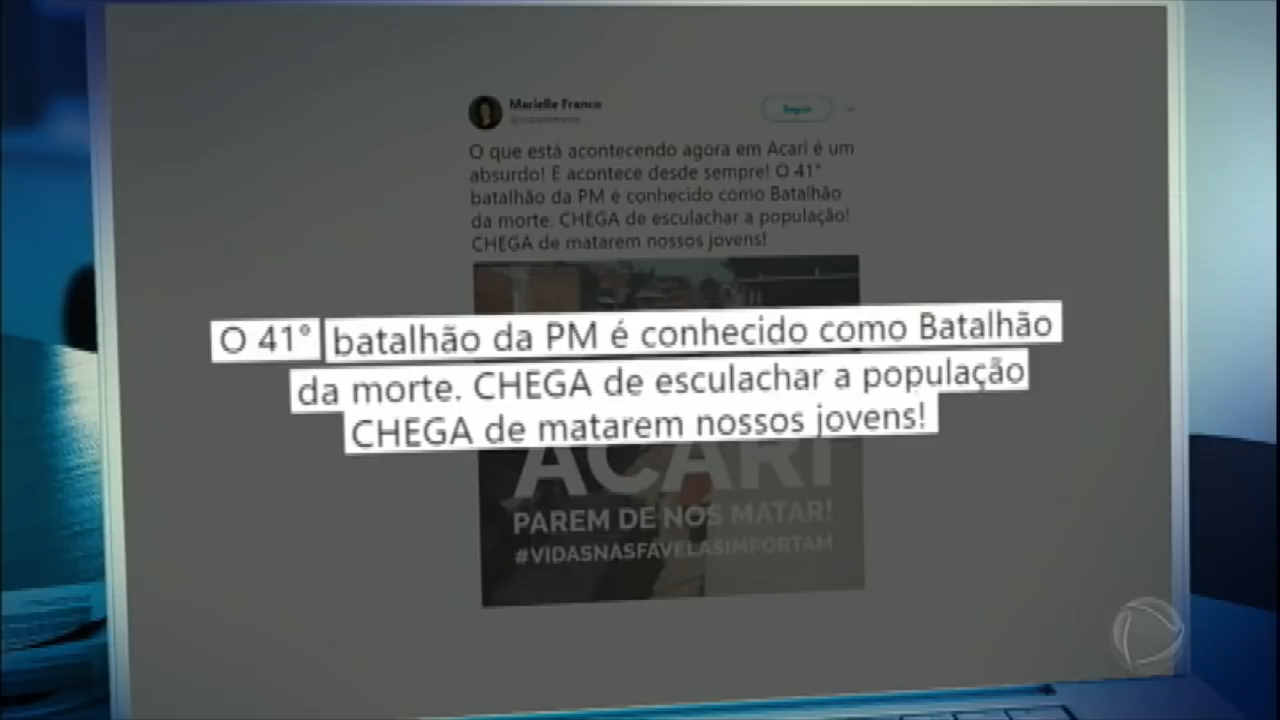 Marielle Franco
Seguir
O que está acontecendo agora em Acari é um
absurdo! E acontece desde sempre! O 41°
batalhão da PM é conhecido como Batalhão
da morte. CHEGA de esculachar a população!
CHEGA de matarem nossos jovens!
O 41° batalhão da PM é conhecido como Batalhão
da morte. CHEGA de esculachar a população
CHEGA de matarem nossos jovens!
ACARI
PAREM DE NOS MATAR!
#VIDASNASFAVELASIMPORTAM